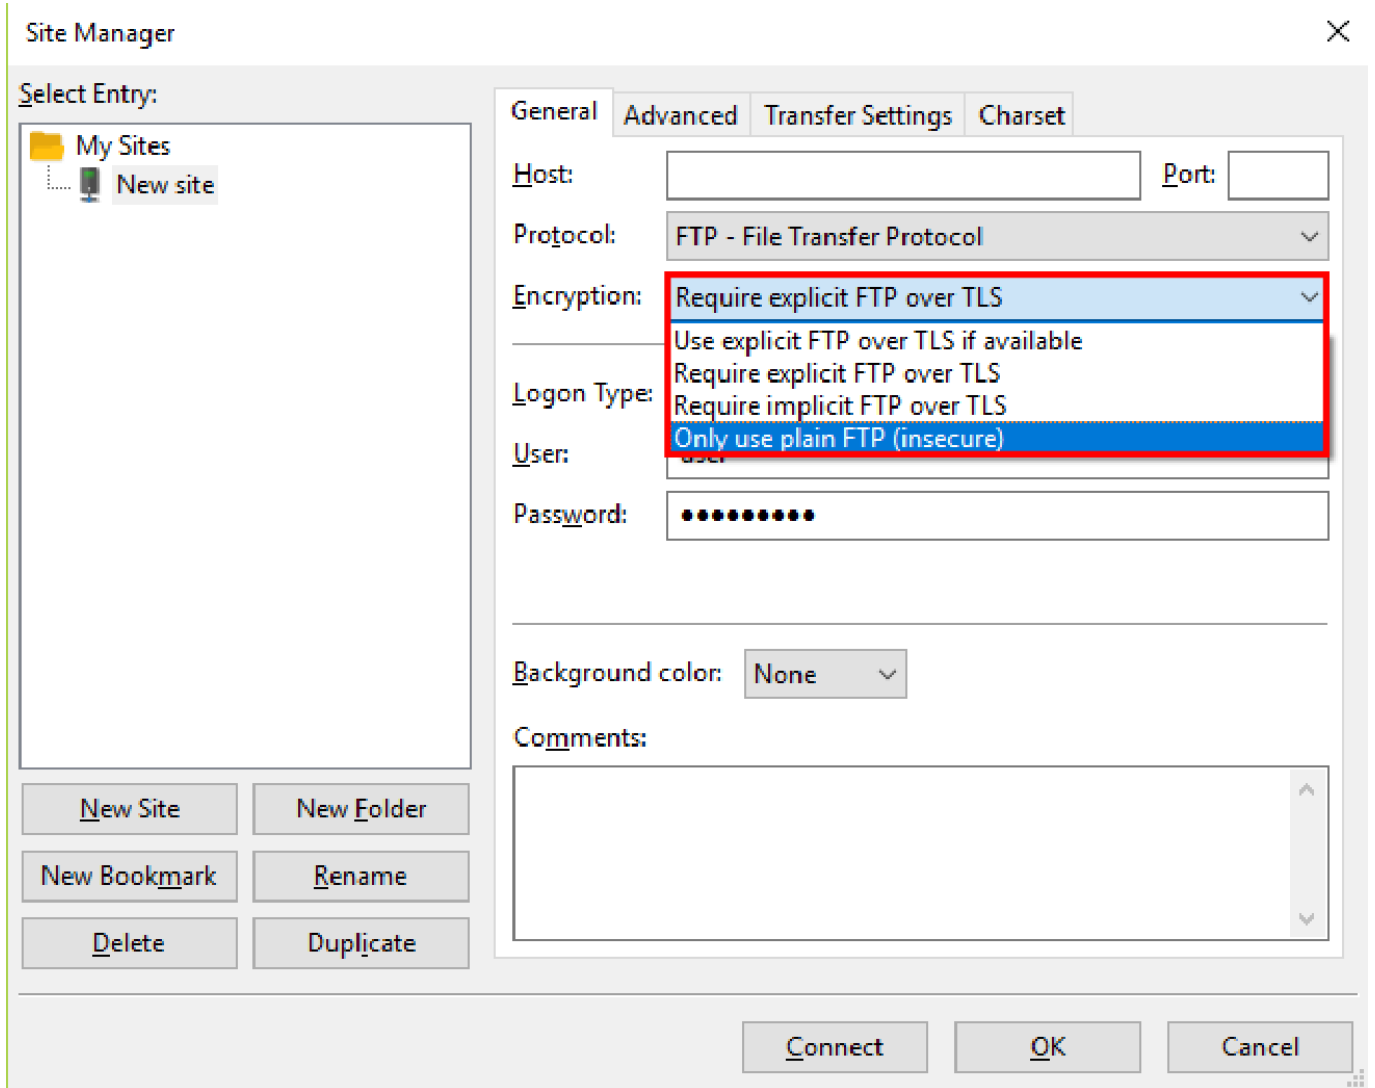 Site Manager
Select Entry:
My Sites
New site
New Site
New Folder
New Bookmark
Rename
Delete
Duplicate
General
Advanced
Transfer Settings
Charset
Host:
Port:
Protocol:
FTP - File Transfer Protocol
Encryption:
Require explicit FTP over TLS
Use explicit FTP over TLS if available
Require explicit FTP over TLS
Require implicit FTP over TLS
Only use plain FTP (insecure)
Logon Type:
User:
Password:
Background color:
None
Comments:
Connect
OK
Cancel